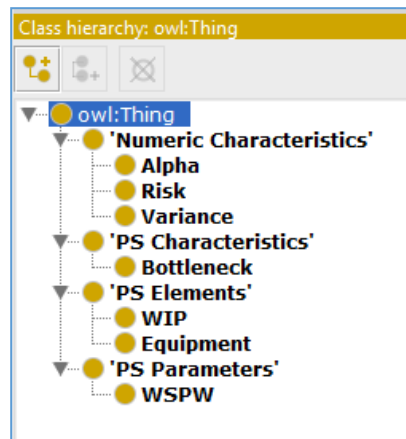 Class hierarchy: owl:Thing
owl:Thing
'Numeric Characteristics'
Alpha
Risk
Variance
'PS Characteristics'
Bottleneck
'PS Elements'
WIP
Equipment
'PS Parameters'
WSPW